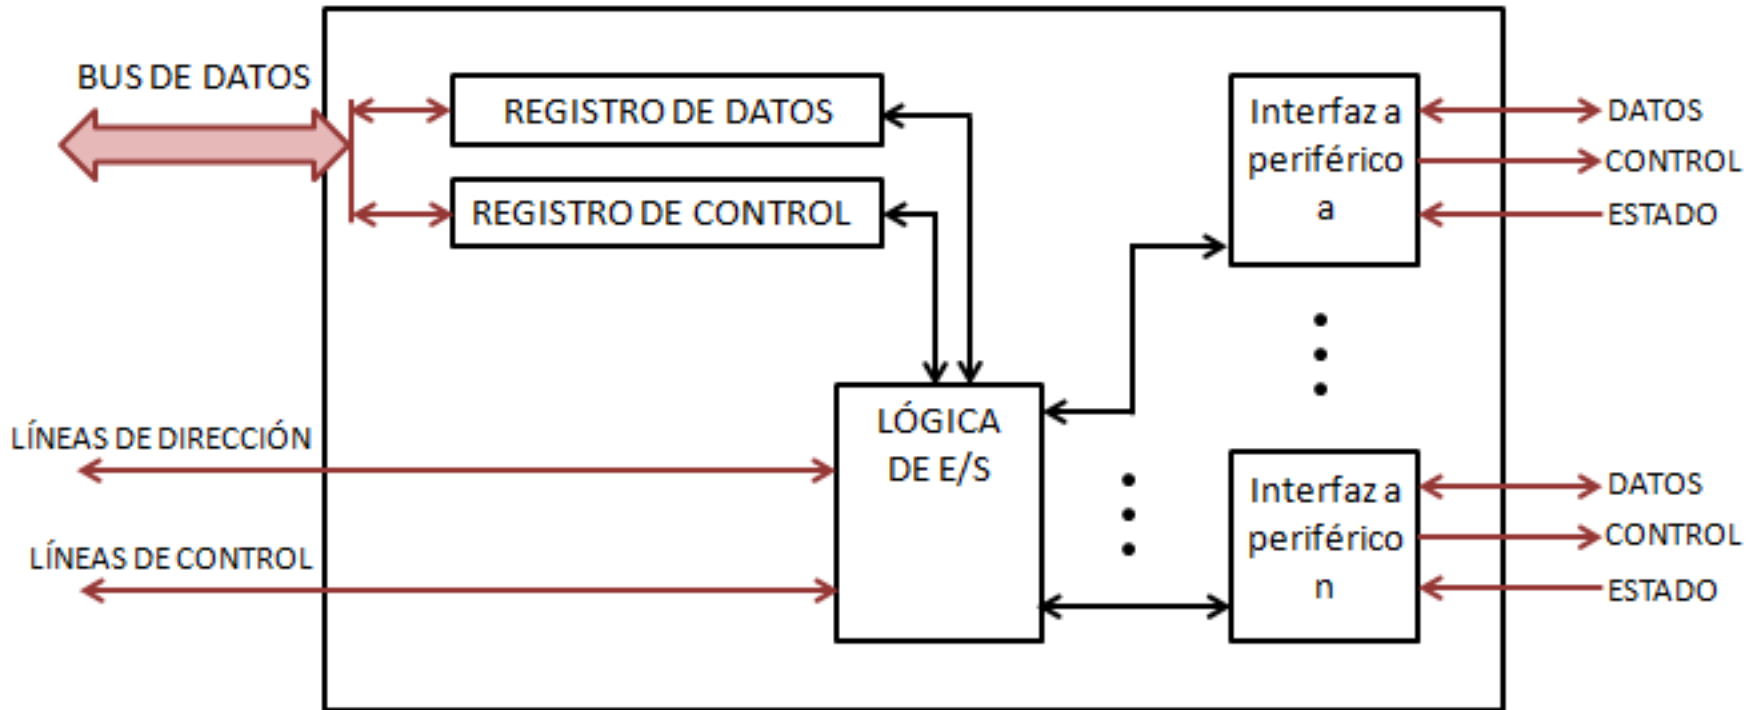 BUS DE DATOS
REGISTRO DE DATOS
REGISTRO DE CONTROL
LÍNEAS DE DIRECCIÓN
LÍNEAS DE CONTROL
LÓGICA
DE E/S
Interfaz a
periférico
a
DATOS
CONTROL
ESTADO
Interfaz a
periférico
n
DATOS
CONTROL
ESTADO